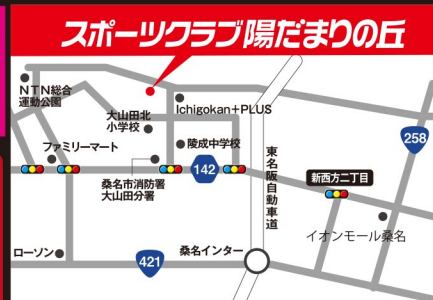 スポーツクラブ陽だまりの丘
NTN総合
運動公園
Ichigokan+PLUS
大山田北
小学校
陵成中学校
ファミリーマート
桑名市消防署
大山田分署
142
東名阪自動車道
新西方二丁目
258
イオンモール桑名
ローソン
421
桑名インター